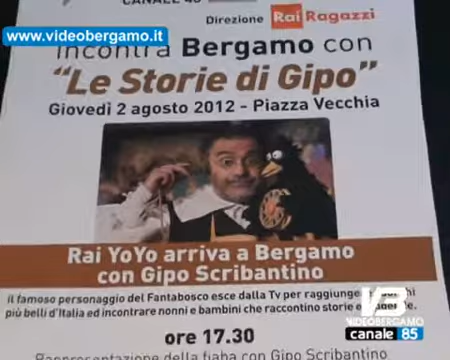 CANALE
Direzione Rai Ragazzi
www.videobergamo.it
incontra Bergamo con
"Le Storie di Gipo"
Giovedì 2 agosto 2012 - Piazza Vecchia
Rai YoYo arriva a Bergamo
con Gipo Scribantino
il famoso personaggio del Fantabosco esce dalla Tv per raggiungere
più belli d'Italia ed incontrare nonni e bambini che raccontino storie
VB
VIDEOBERGAMO
canale 85
ore 17.30
Rappresentazione della fiaba con Gipo Scribantino